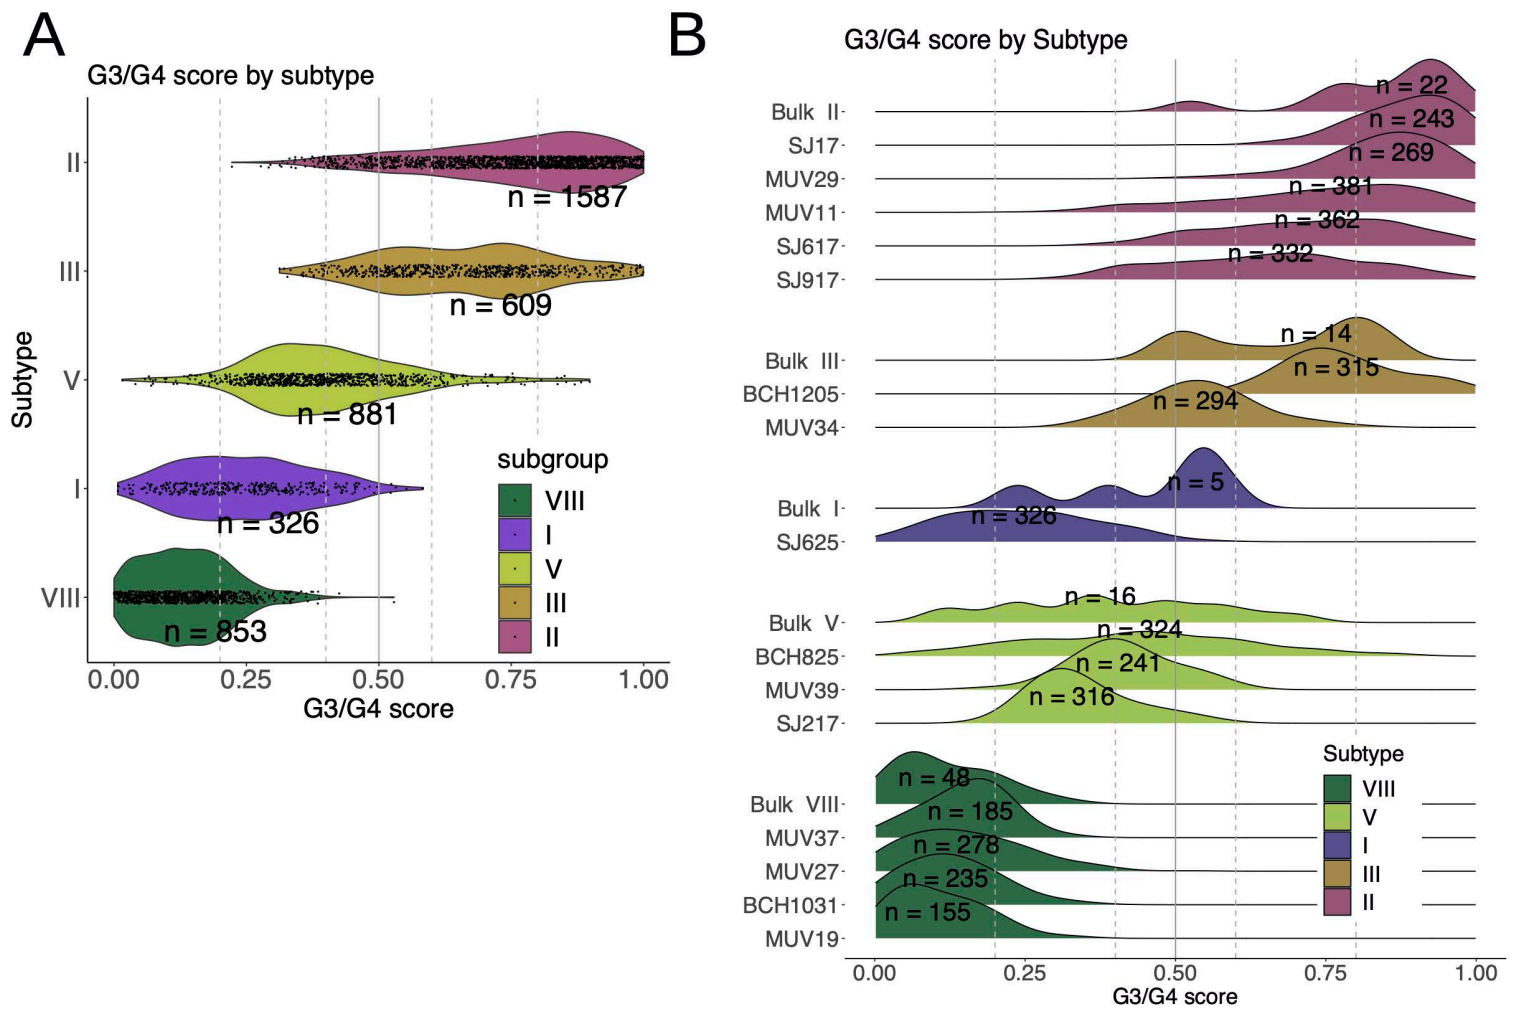 A
G3/G4 score by subtype
II
n = 1587
III
n = 609
V
n = 881
I
n = 326
VIII
n = 853
Subtype
subgroup
VIII
I
V
III
II
0.00 0.25 0.50 0.75 1.00
G3/G4 score
B
G3/G4 score by Subtype
Bulk II
n = 22
SJ17
n = 243
MUV29
n = 269
MUV11
n = 381
SJ617
n = 362
SJ917
n = 332
Bulk III
n = 14
BCH1205
n = 315
MUV34
n = 294
Bulk I
n = 5
SJ625
n = 326
Bulk V
n = 16
BCH825
n = 324
MUV39
n = 241
SJ217
n = 316
Bulk VIII
n = 48
MUV37
n = 185
MUV27
n = 278
BCH1031
n = 235
MUV19
n = 155
Subtype
VIII
V
I
III
II
0.00 0.25 0.50 0.75 1.00
G3/G4 score